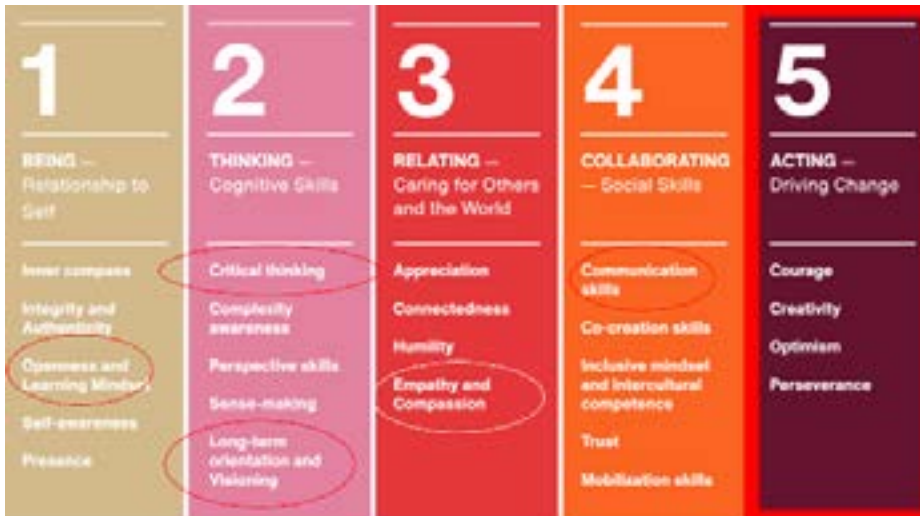 1
BEING —
Relationship to
Self
Inner compass
Integrity and
Authenticity
Openness and
Learning Mindset
Self-awareness
Presence
2
THINKING —
Cognitive Skills
Critical thinking
Complexity
awareness
Perspective skills
Sense-making
Long-term
orientation and
Visioning
3
RELATING —
Caring for Others
and the World
Appreciation
Connectedness
Humility
Empathy and
Compassion
4
COLLABORATING
— Social Skills
Communication
skills
Co-creation skills
Inclusive mindset
and intercultural
competence
Trust
Mobilization skills
5
ACTING —
Driving Change
Courage
Creativity
Optimism
Perseverance